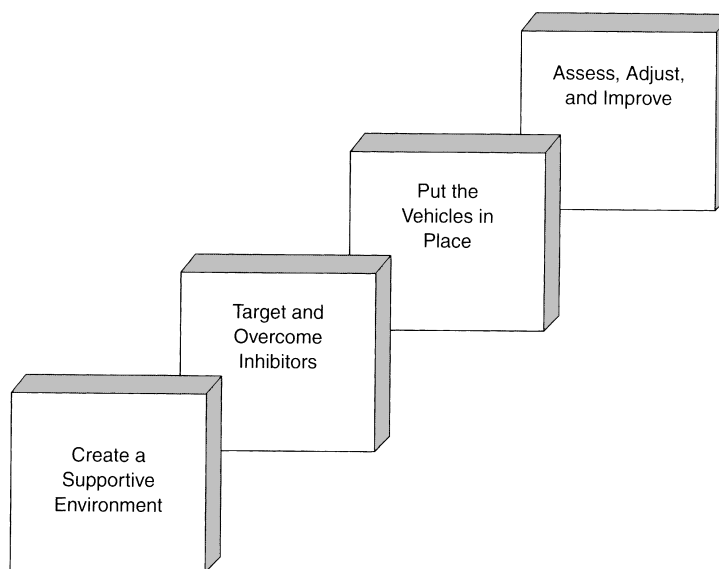 Assess, Adjust,
and Improve
Put the
Vehicles in
Place
Target and
Overcome
Inhibitors
Create a
Supportive
Environment